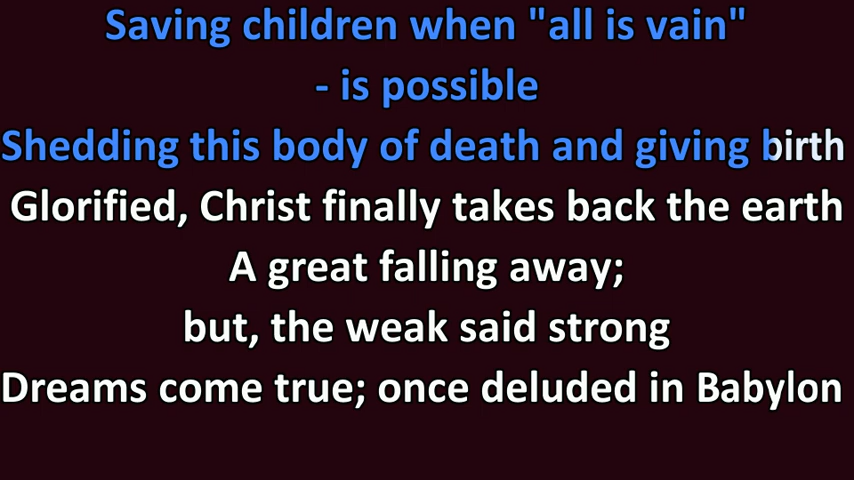 Saving children when "all is vain"
- is possible
Shedding this body of death and giving birth
Glorified, Christ finally takes back the earth
A great falling away;
but, the weak said strong
Dreams come true; once deluded in Babylon